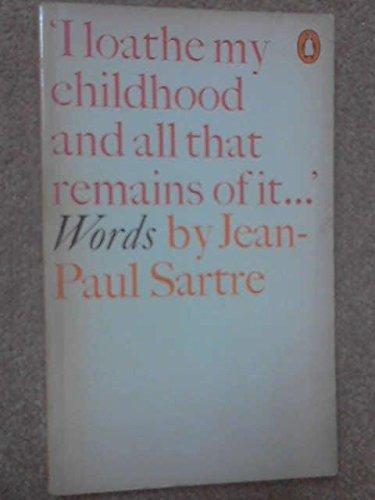 'I loathe my
childhood
and all that
remains of it...'
Words by Jean-
Paul Sartre